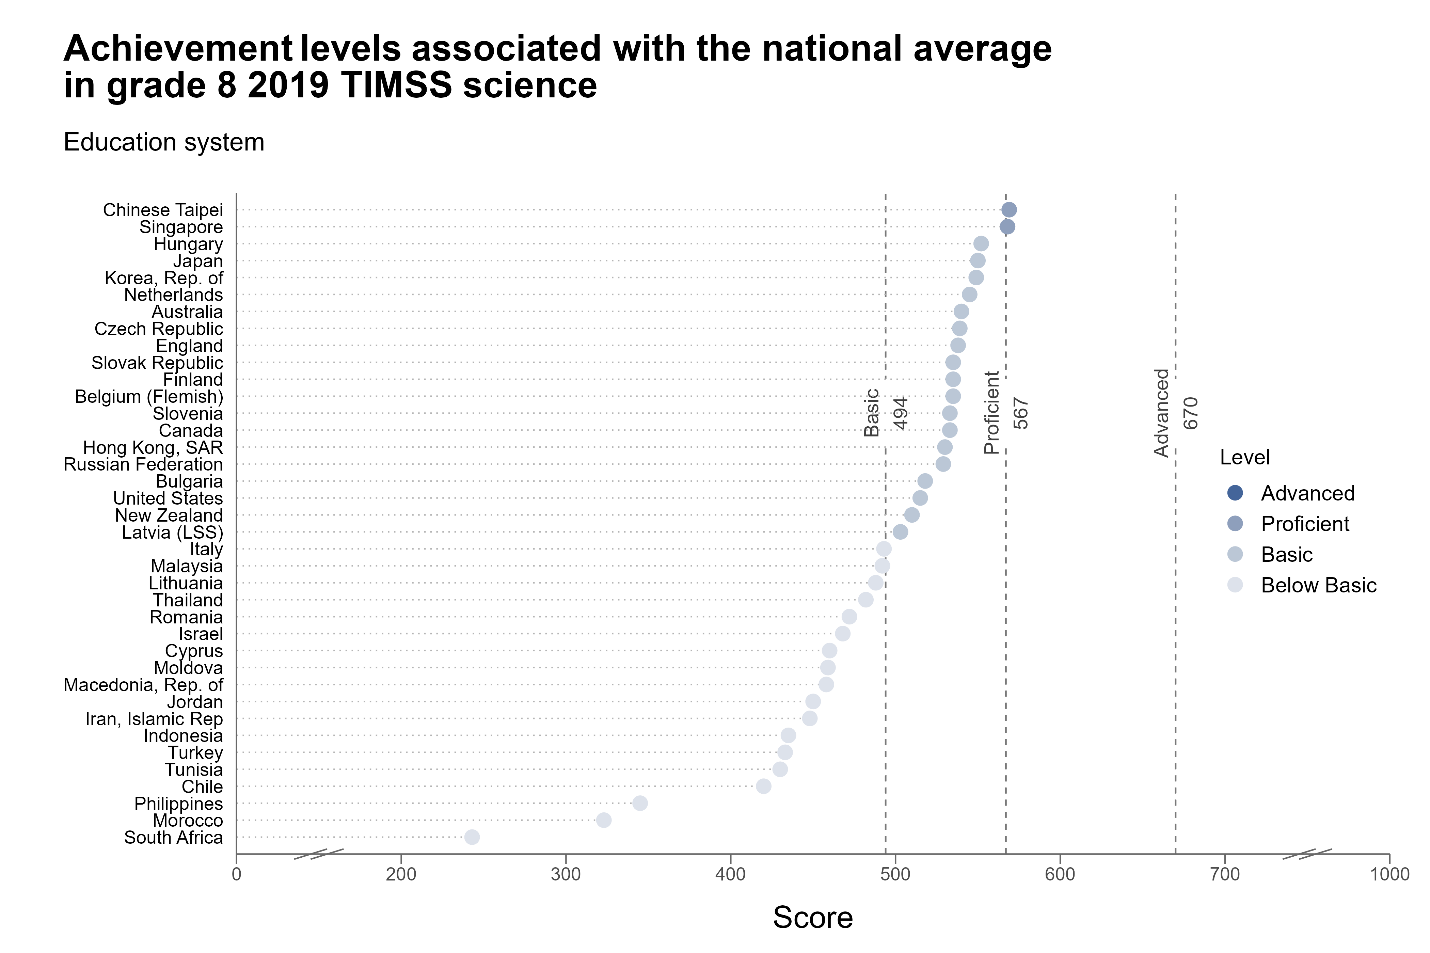 Achievement levels associated with the national average
in grade 8 2019 TIMSS science
Education system
Chinese Taipei
Singapore
Hungary
Japan
Korea, Rep. of
Netherlands
Australia
Czech Republic
England
Slovak Republic
Finland
Belgium (Flemish)
Slovenia
Canada
Hong Kong, SAR
Russian Federation
Bulgaria
United States
New Zealand
Latvia (LSS)
Italy
Malaysia
Lithuania
Thailand
Romania
Israel
Cyprus
Moldova
Macedonia, Rep. of
Jordan
Iran, Islamic Rep
Indonesia
Turkey
Tunisia
Chile
Philippines
Morocco
South Africa
Basic
494
Proficient
567
Advanced
670
Level
Advanced
Proficient
Basic
Below Basic
0 200 300 400 500 600 700 1000
Score